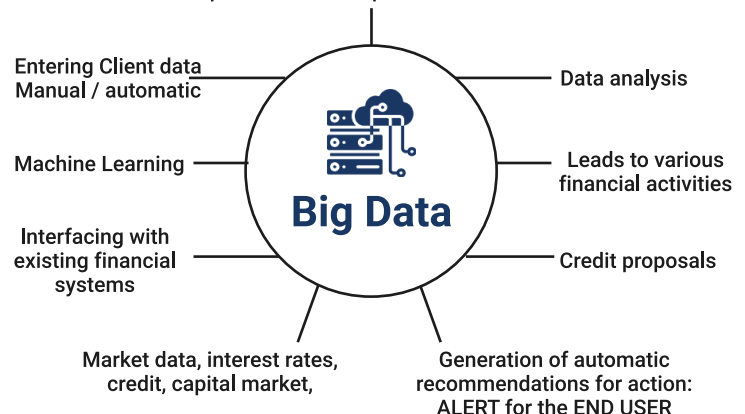 Entering Client data
Manual / automatic
Data analysis
Machine Learning
Leads to various
financial activities
Big Data
Interfacing with
existing financial
systems
Credit proposals
Market data, interest rates,
credit, capital market,
Generation of automatic
recommendations for action:
ALERT for the END USER